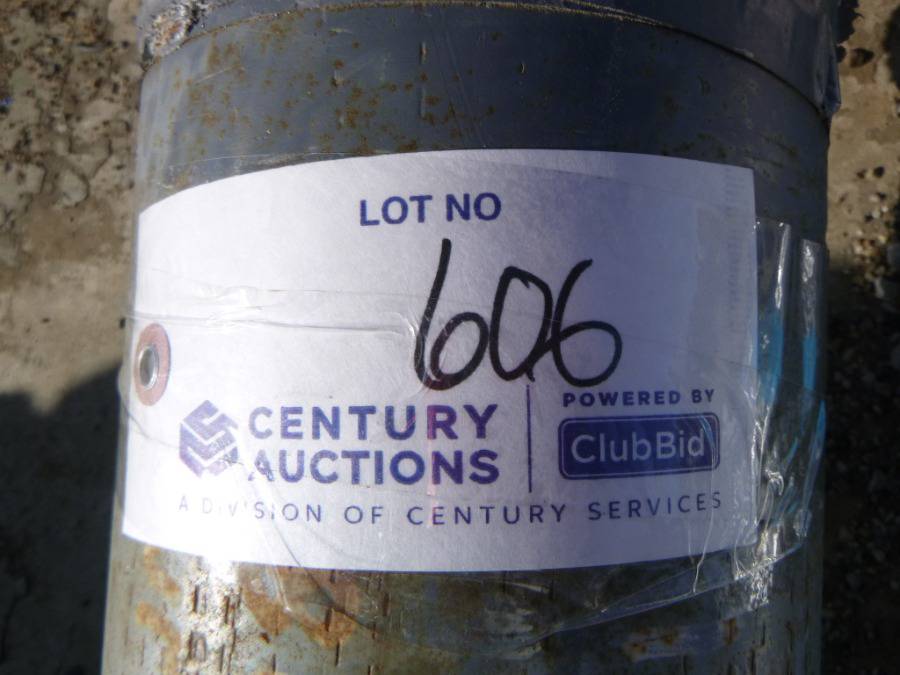 LOT NO
606
CENTURY
AUCTIONS
POWERED BY
ClubBid
A DIVISION OF CENTURY SERVICES